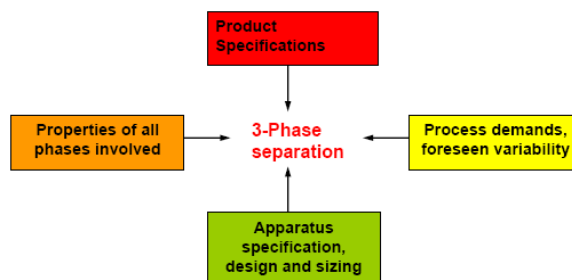 Product
Specifications
Properties of all
phases involved
3-Phase
separation
Process demands,
foreseen variability
Apparatus
specification,
design and sizing